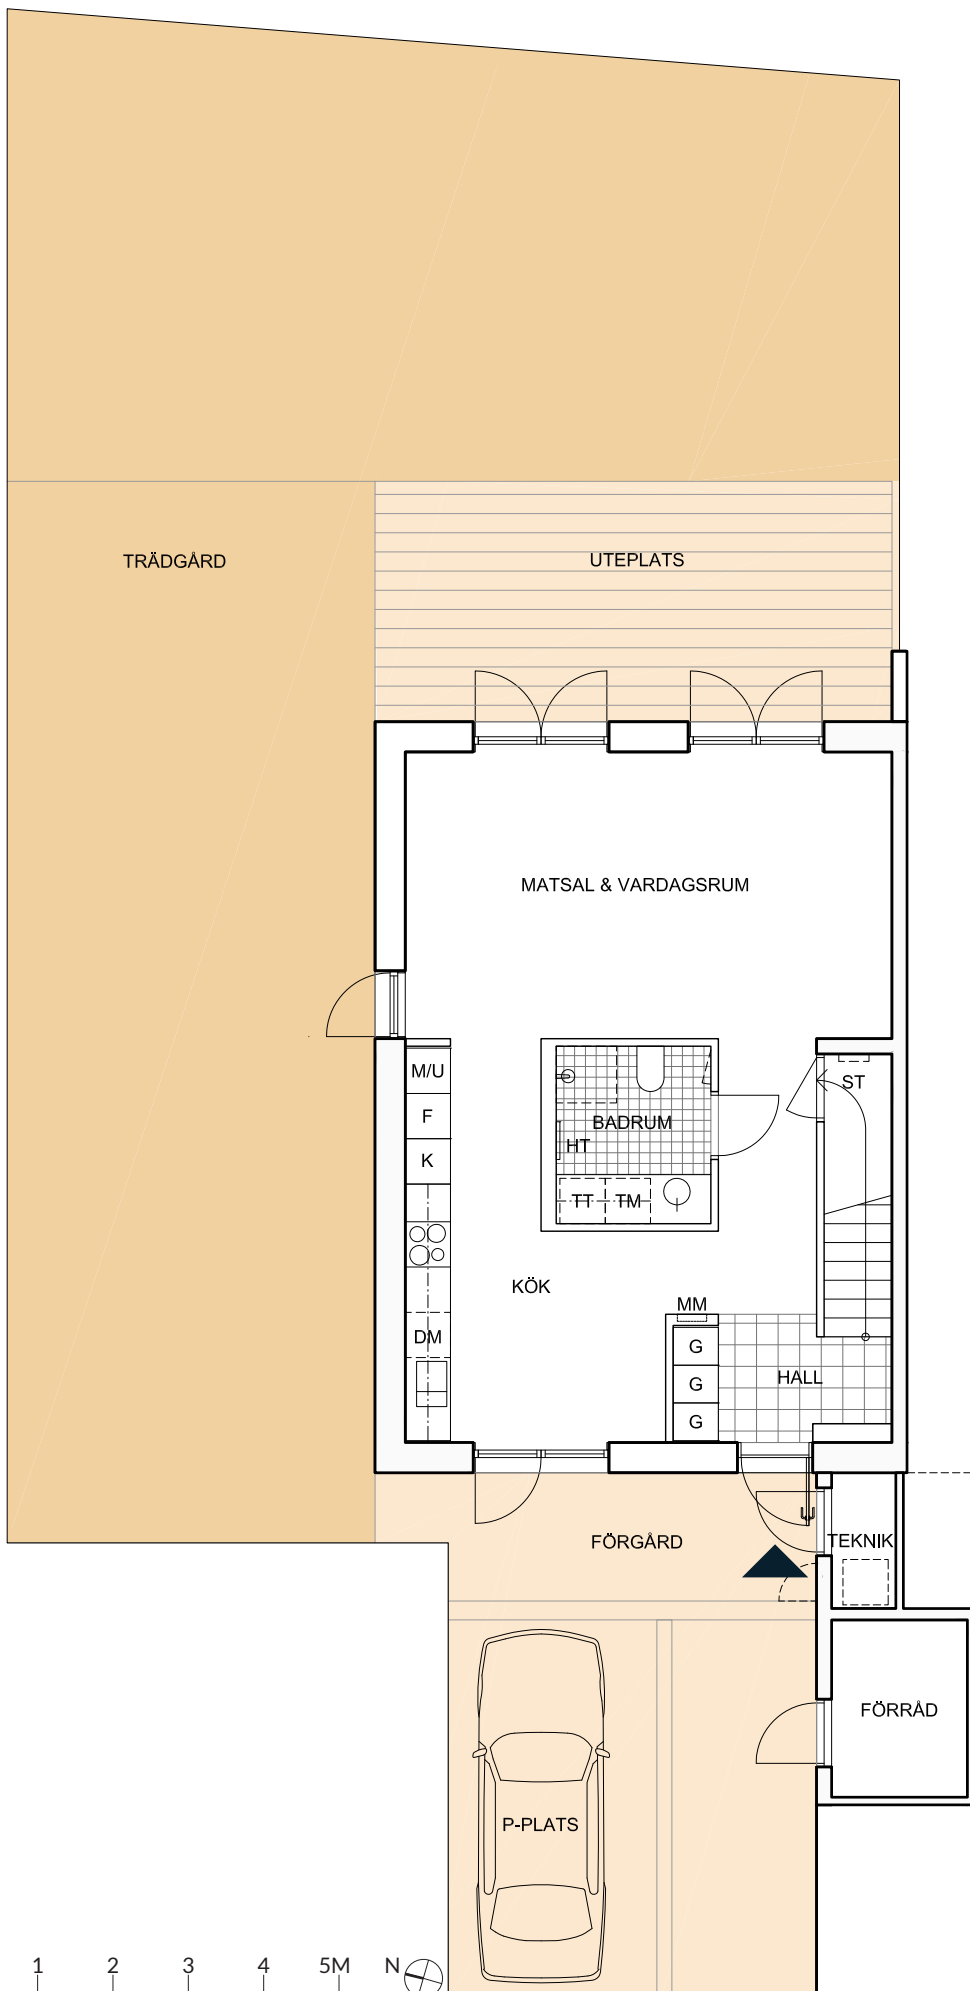 TRÄDGÅRD
UTEPLATS
MATSAL & VARDAGSRUM
M/U
F
K
ST
BADRUM
HT
TT
TM
KÖK
MM
DM
G
G
G
HALL
FÖRGÅRD
TEKNIK
FÖRRÅD
P-PLATS
1 2 3 4 5M N